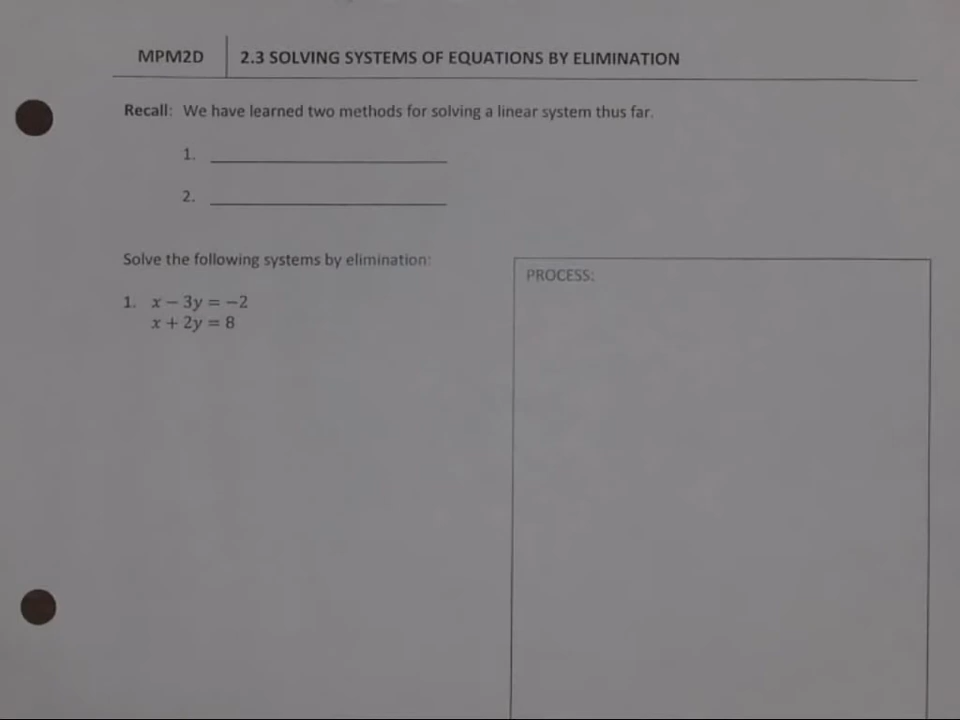 MPM2D 2.3 SOLVING SYSTEMS OF EQUATIONS BY ELIMINATION
Recall: We have learned two methods for solving a linear system thus far.
1.
2.
Solve the following systems by elimination:
PROCESS:
1. x − 3y = −2
x + 2y = 8